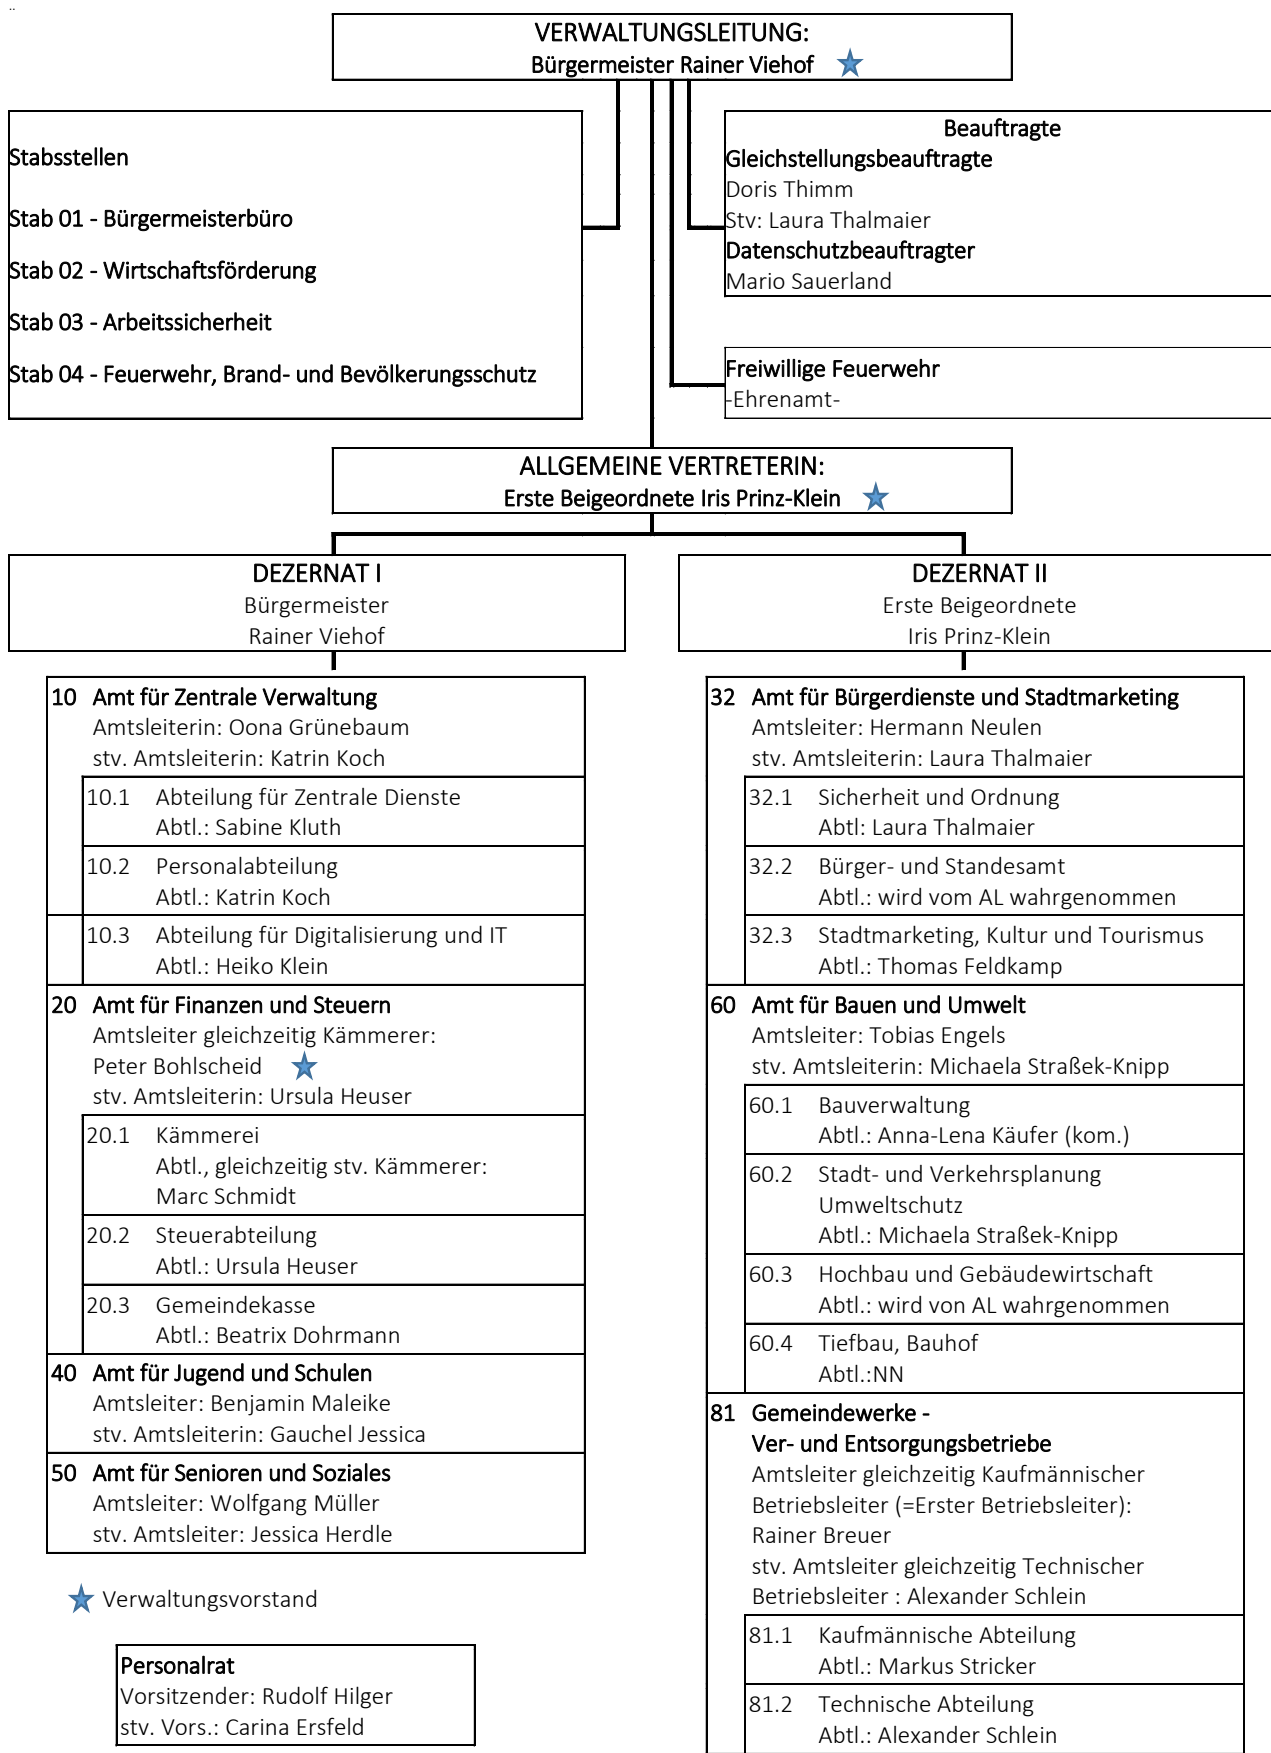 ..
VERWALTUNGSLEITUNG:
Bürgermeister Rainer Viehof
Stabsstellen
Stab 01 - Bürgermeisterbüro
Stab 02 - Wirtschaftsförderung
Stab 03 - Arbeitssicherheit
Stab 04 - Feuerwehr, Brand- und Bevölkerungsschutz
Beauftragte
Gleichstellungsbeauftragte
Doris Thimm
Stv: Laura Thalmaier
Datenschutzbeauftragter
Mario Sauerland
Freiwillige Feuerwehr
-Ehrenamt-
ALLGEMEINE VERTRETERIN:
Erste Beigeordnete Iris Prinz-Klein
DEZERNAT I
Bürgermeister
Rainer Viehof
10 Amt für Zentrale Verwaltung
Amtsleiterin: Oona Grünebaum
stv. Amtsleiterin: Katrin Koch
10.1 Abteilung für Zentrale Dienste
Abtl.: Sabine Kluth
10.2 Personalabteilung
Abtl.: Katrin Koch
10.3 Abteilung für Digitalisierung und IT
Abtl.: Heiko Klein
20 Amt für Finanzen und Steuern
Amtsleiter gleichzeitig Kämmerer:
Peter Bohlscheid
stv. Amtsleiterin: Ursula Heuser
20.1 Kämmerei
Abtl., gleichzeitig stv. Kämmerer:
Marc Schmidt
20.2 Steuerabteilung
Abtl.: Ursula Heuser
20.3 Gemeindekasse
Abtl.: Beatrix Dohrmann
40 Amt für Jugend und Schulen
Amtsleiter: Benjamin Maleike
stv. Amtsleiterin: Gauchel Jessica
50 Amt für Senioren und Soziales
Amtsleiter: Wolfgang Müller
stv. Amtsleiter: Jessica Herdle
Verwaltungsvorstand
Personalrat
Vorsitzender: Rudolf Hilger
stv. Vors.: Carina Ersfeld
DEZERNAT II
Erste Beigeordnete
Iris Prinz-Klein
32 Amt für Bürgerdienste und Stadtmarketing
Amtsleiter: Hermann Neulen
stv. Amtsleiterin: Laura Thalmaier
32.1 Sicherheit und Ordnung
Abtl: Laura Thalmaier
32.2 Bürger- und Standesamt
Abtl.: wird vom AL wahrgenommen
32.3 Stadtmarketing, Kultur und Tourismus
Abtl.: Thomas Feldkamp
60 Amt für Bauen und Umwelt
Amtsleiter: Tobias Engels
stv. Amtsleiterin: Michaela Straßek-Knipp
60.1 Bauverwaltung
Abtl.: Anna-Lena Käufer (kom.)
60.2 Stadt- und Verkehrsplanung
Umweltschutz
Abtl.: Michaela Straßek-Knipp
60.3 Hochbau und Gebäudewirtschaft
Abtl.: wird von AL wahrgenommen
60.4 Tiefbau, Bauhof
Abtl.:NN
81 Gemeindewerke -
Ver- und Entsorgungsbetriebe
Amtsleiter gleichzeitig Kaufmännischer
Betriebsleiter (=Erster Betriebsleiter):
Rainer Breuer
stv. Amtsleiter gleichzeitig Technischer
Betriebsleiter : Alexander Schlein
81.1 Kaufmännische Abteilung
Abtl.: Markus Stricker
81.2 Technische Abteilung
Abtl.: Alexander Schlein